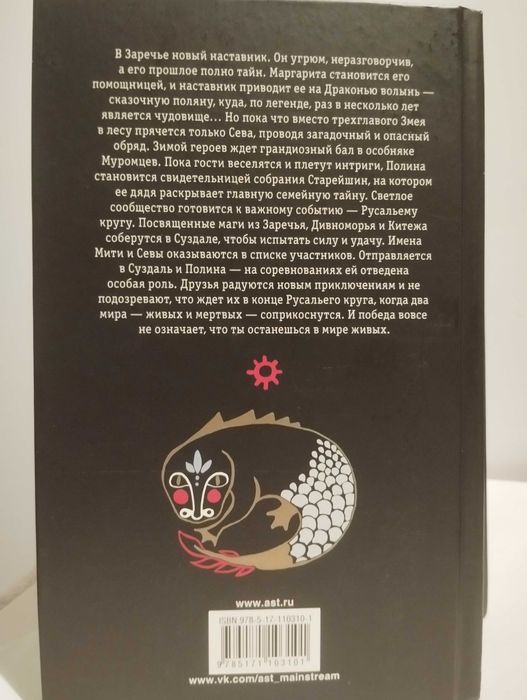 В Заречье новый наставник. Он угрюм, неразговорчив,
а его прошлое полно тайн. Маргарита становится его
помощницей, и наставник приводит ее на Драконью волынь —
сказочную поляну, куда, по легенде, раз в несколько лет
является чудовище... Но пока что вместо трехглавого Змея
в лесу прячется только Сева, проводя загадочный и опасный
обряд. Зимой героев ждет грандиозный бал в особняке
Муромцев. Пока гости веселятся и плетут интриги, Полина
становится свидетельницей собрания Старейшин, на котором
ее дядя раскрывает главную семейную тайну. Светлое
сообщество готовится к важному событию — Русальему
кругу. Посвященные маги из Заречья, Дивноморья и Китежа
соберутся в Суздале, чтобы испытать силу и удачу. Имена
Мити и Севы оказываются в списке участников. Отправляется
в Суздаль и Полина — на соревнованиях ей отведена
особая роль. Друзья радуются новым приключениям и не
подозревают, что ждет их в конце Русальего круга, когда два
мира — живых и мертвых — соприкоснутся. И победа вовсе
не означает, что ты останешься в мире живых.
www.ast.ru
ISBN 978-5-17-110310-1
9785171103101
www.vk.com/ast_mainstream